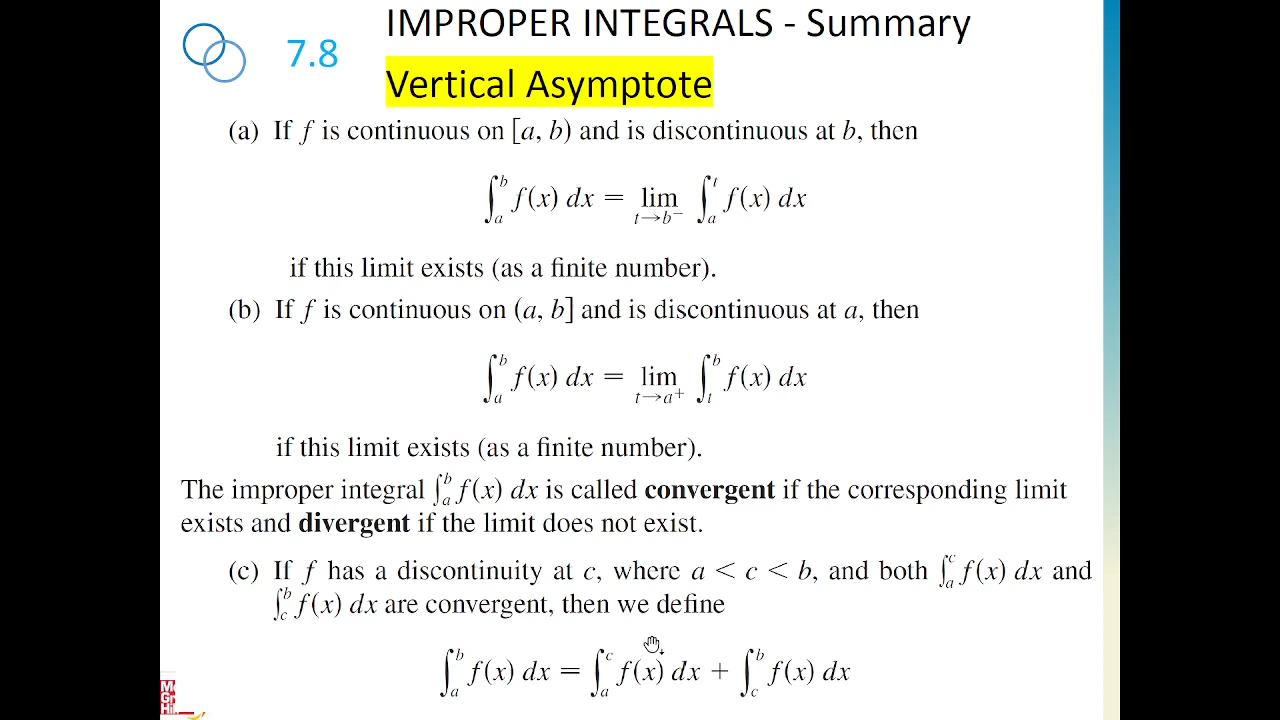 IMPROPER INTEGRALS - Summary
7.8
Vertical Asymptote
(a) If f is continuous on [a, b) and is discontinuous at b, then
∫_a^b f(x) dx = lim_{t→b⁻} ∫_a^t f(x) dx
if this limit exists (as a finite number).
(b) If f is continuous on (a, b] and is discontinuous at a, then
∫_a^b f(x) dx = lim_{t→a⁺} ∫_t^b f(x) dx
if this limit exists (as a finite number).
The improper integral ∫_a^b f(x) dx is called convergent if the corresponding limit
exists and divergent if the limit does not exist.
(c) If f has a discontinuity at c, where a < c < b, and both ∫_a^c f(x) dx and
∫_c^b f(x) dx are convergent, then we define
∫_a^b f(x) dx = ∫_a^c f(x) dx + ∫_c^b f(x) dx